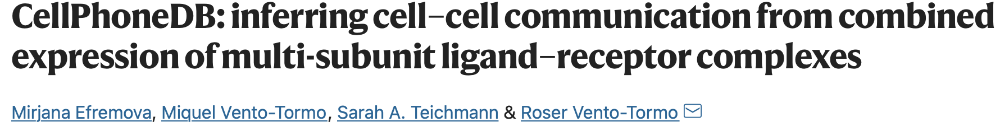 CellPhoneDB: inferring cell–cell communication from combined
expression of multi-subunit ligand–receptor complexes
Mirjana Efremova, Miquel Vento-Tormo, Sarah A. Teichmann & Roser Vento-Tormo